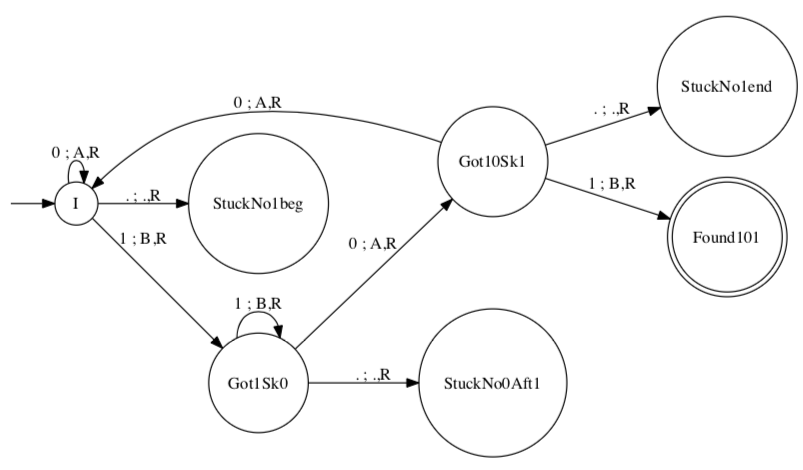 StuckNo1end
0 ; A,R
. ; .,R
0 ; A,R
Got10Sk1
1 ; B,R
I
. ; .,R
StuckNo1beg
Found101
1 ; B,R
0 ; A,R
1 ; B,R
Got1Sk0
. ; .,R
StuckNo0Aft1